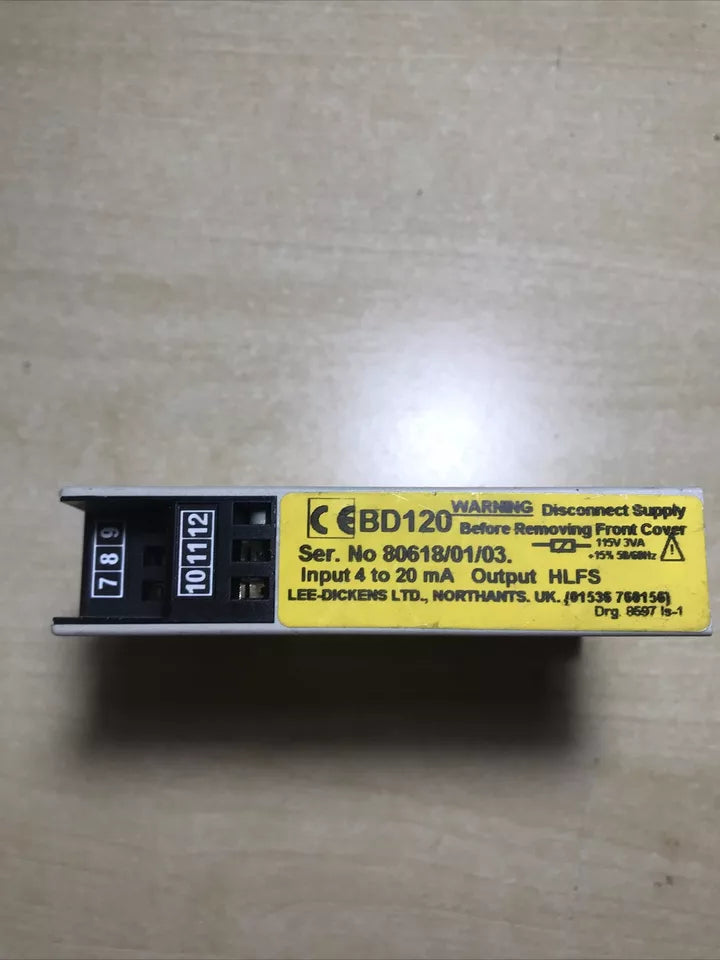 7 8 9
10 11 12
CE BD120 WARNING Disconnect Supply
Before Removing Front Cover
115V 3VA
Ser. No 80618/01/03.
15% 50/60Hz
Input 4 to 20 mA Output HLFS
LEE-DICKENS LTD., NORTHANTS. UK. (01536 760156)
Drg. 8597 Is-1